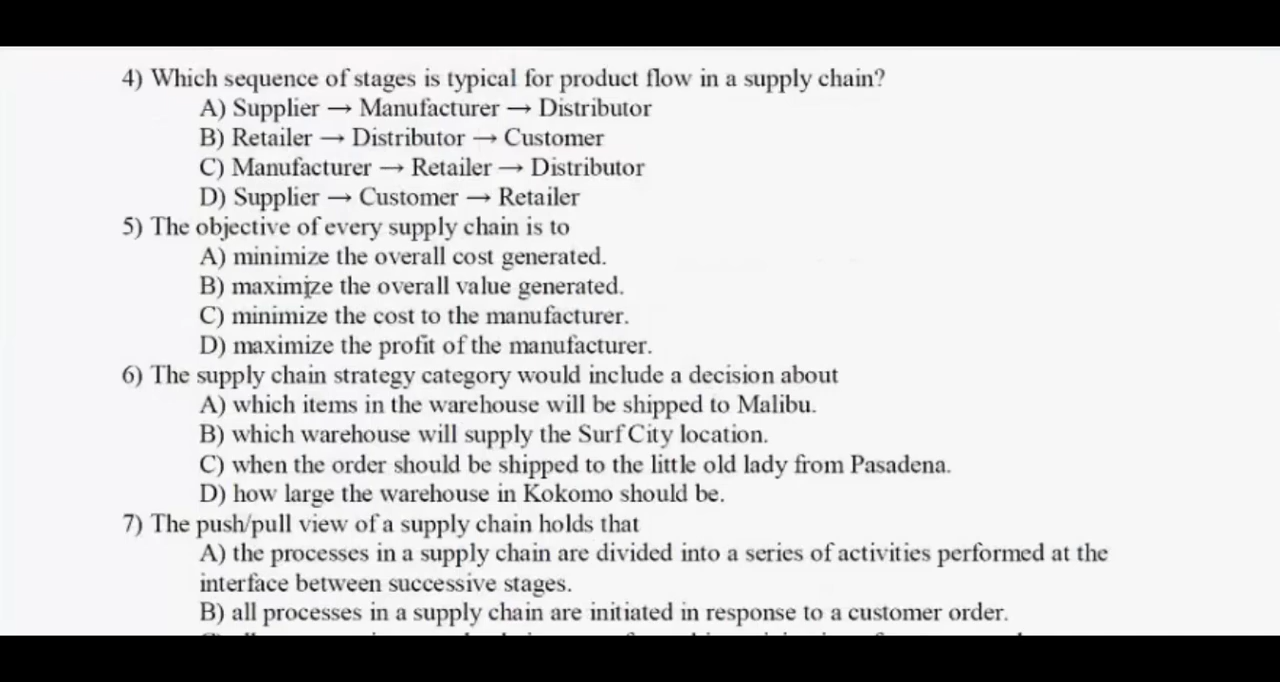 4) Which sequence of stages is typical for product flow in a supply chain?
A) Supplier → Manufacturer → Distributor
B) Retailer → Distributor → Customer
C) Manufacturer → Retailer → Distributor
D) Supplier → Customer → Retailer
5) The objective of every supply chain is to
A) minimize the overall cost generated.
B) maximize the overall value generated.
C) minimize the cost to the manufacturer.
D) maximize the profit of the manufacturer.
6) The supply chain strategy category would include a decision about
A) which items in the warehouse will be shipped to Malibu.
B) which warehouse will supply the Surf City location.
C) when the order should be shipped to the little old lady from Pasadena.
D) how large the warehouse in Kokomo should be.
7) The push/pull view of a supply chain holds that
A) the processes in a supply chain are divided into a series of activities performed at the
interface between successive stages.
B) all processes in a supply chain are initiated in response to a customer order.